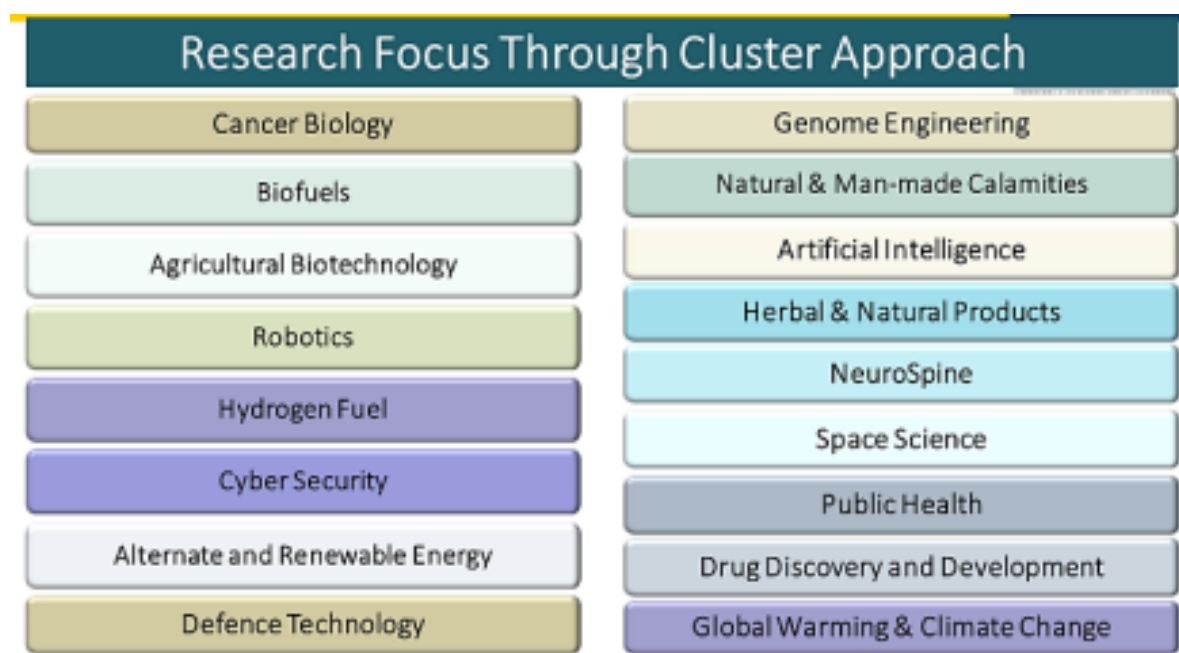 Research Focus Through Cluster Approach
Cancer Biology
Biofuels
Agricultural Biotechnology
Robotics
Hydrogen Fuel
Cyber Security
Alternate and Renewable Energy
Defence Technology
Genome Engineering
Natural & Man-made Calamities
Artificial Intelligence
Herbal & Natural Products
NeuroSpine
Space Science
Public Health
Drug Discovery and Development
Global Warming & Climate Change